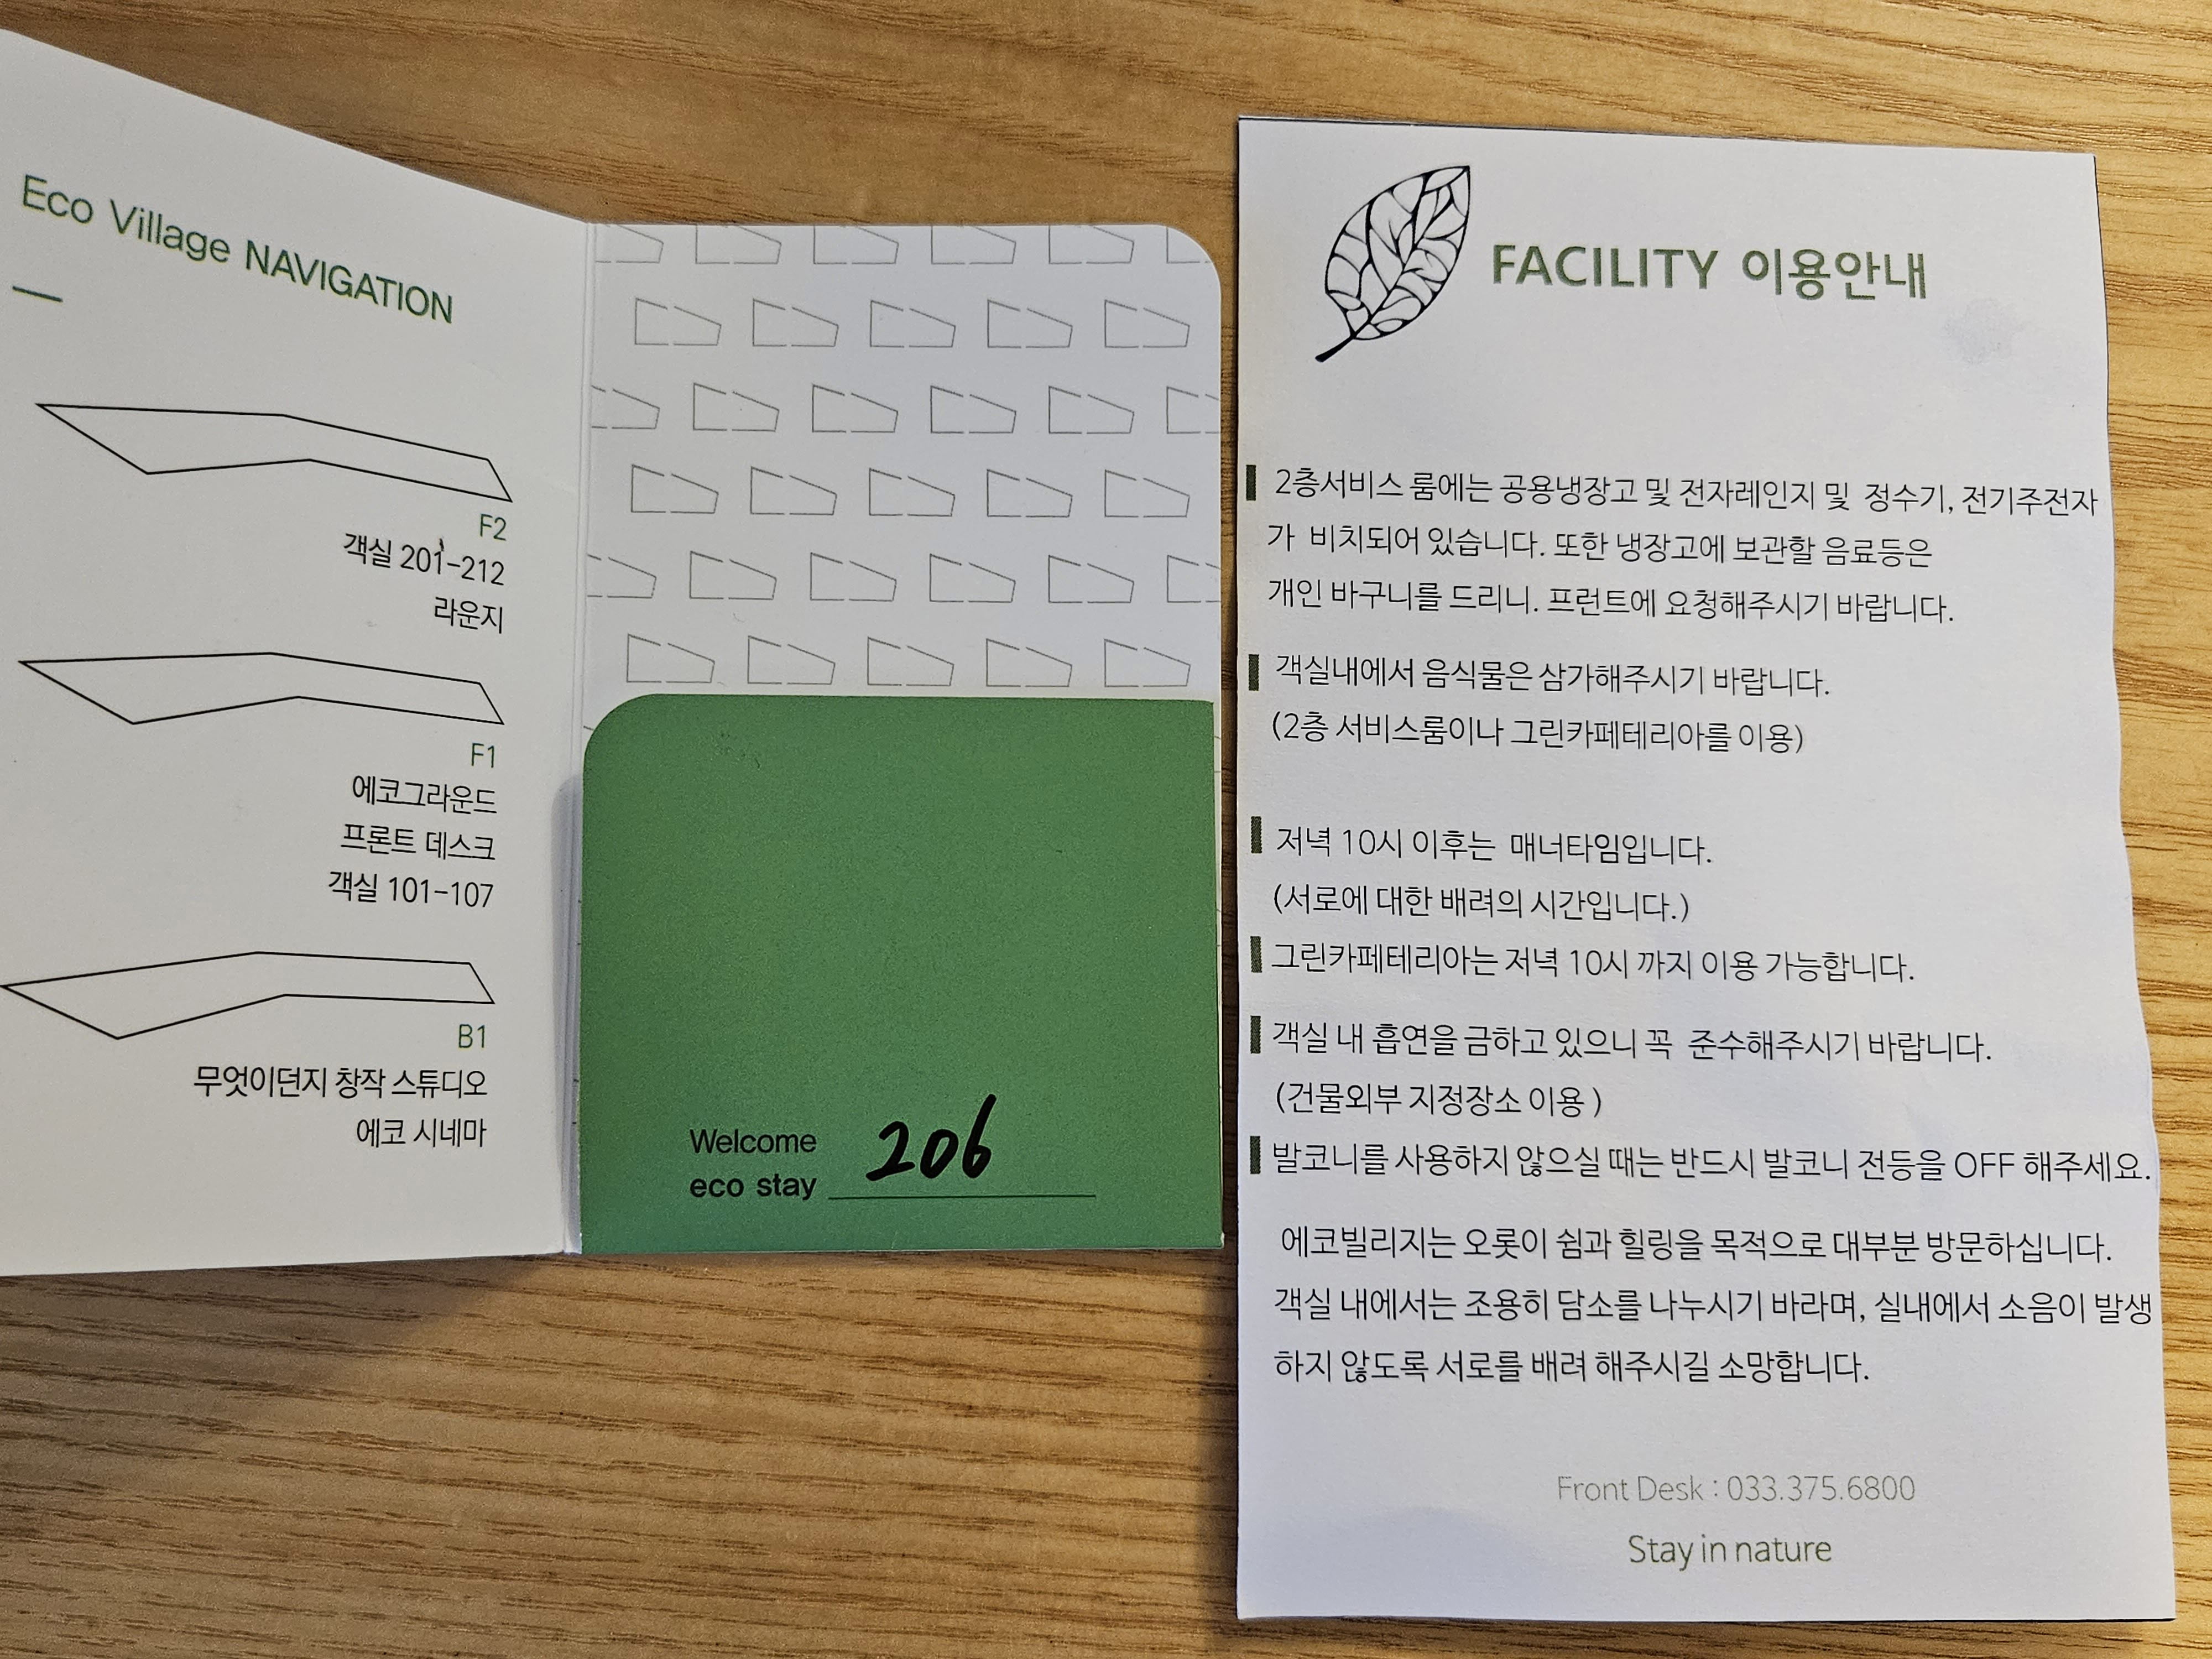 Eco Village NAVIGATION
F2
객실 201-212
라운지
F1
에코그라운드
프론트 데스크
객실 101-107
B1
무엇이던지 창작 스튜디오
에코 시네마
Welcome
eco stay 206
FACILITY 이용안내
2층서비스 룸에는 공용냉장고 및 전자레인지 및 정수기, 전기주전자
가 비치되어 있습니다. 또한 냉장고에 보관할 음료등은
개인 바구니를 드리니. 프런트에 요청해주시기 바랍니다.
객실내에서 음식물은 삼가해주시기 바랍니다.
(2층 서비스룸이나 그린카페테리아를 이용)
저녁 10시 이후는 매너타임입니다.
(서로에 대한 배려의 시간입니다.)
그린카페테리아는 저녁 10시 까지 이용 가능합니다.
객실 내 흡연을 금하고 있으니 꼭 준수해주시기 바랍니다.
(건물외부 지정장소 이용 )
발코니를 사용하지 않으실 때는 반드시 발코니 전등을 OFF 해주세요.
에코빌리지는 오롯이 쉼과 힐링을 목적으로 대부분 방문하십니다.
객실 내에서는 조용히 담소를 나누시기 바라며, 실내에서 소음이 발생
하지 않도록 서로를 배려 해주시길 소망합니다.
Front Desk : 033.375.6800
Stay in nature